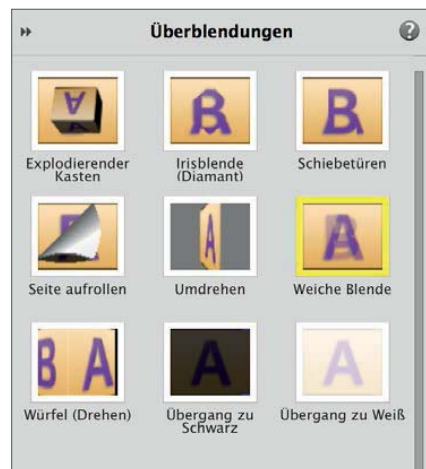 Überblendungen
?
Explodierender
Kasten
Irisblende
(Diamant)
Schiebetüren
Seite aufrollen
Umdrehen
Weiche Blende
Würfel (Drehen)
Übergang zu
Schwarz
Übergang zu Weiß
A
B
B
A
A
B A
A
A